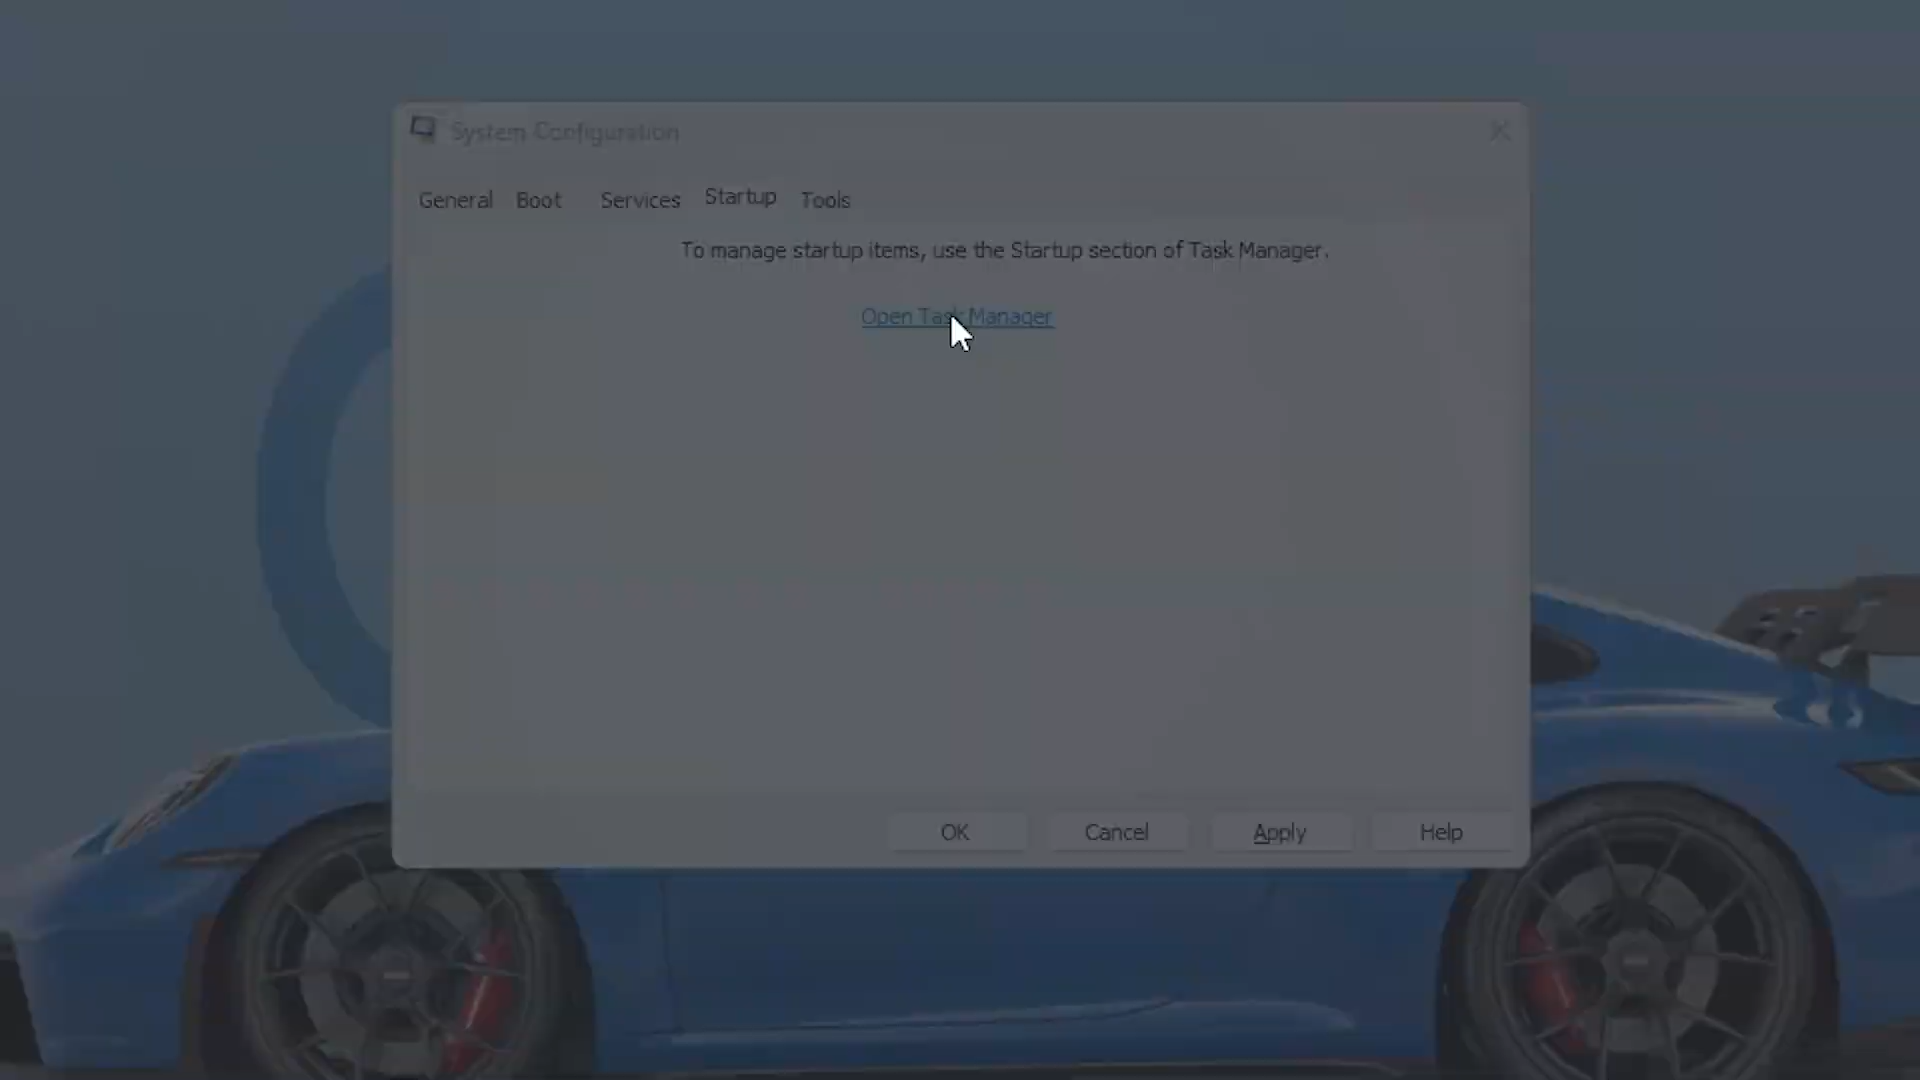 System Configuration
General Boot Services Startup Tools
To manage startup items, use the Startup section of Task Manager.
Open Task Manager
OK Cancel Apply Help